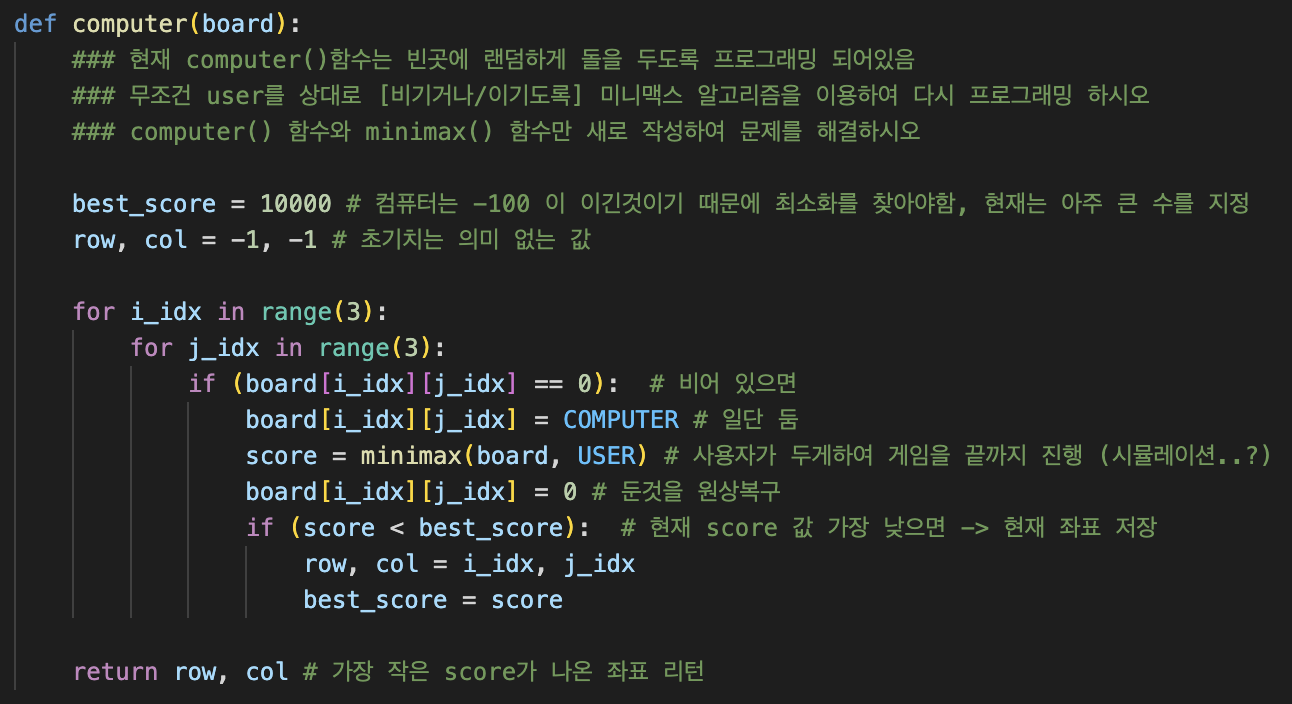 def computer(board):
### 현재 computer()함수는 빈곳에 랜덤하게 돌을 두도록 프로그래밍 되어있음
### 무조건 user를 상대로 [비기거나/이기도록] 미니맥스 알고리즘을 이용하여 다시 프로그래밍 하시오
### computer() 함수와 minimax() 함수만 새로 작성하여 문제를 해결하시오
best_score = 10000 # 컴퓨터는 -100 이 이긴것이기 때문에 최소화를 찾아야함, 현재는 아주 큰 수를 지정
row, col = -1, -1 # 초기치는 의미 없는 값
for i_idx in range(3):
for j_idx in range(3):
if (board[i_idx][j_idx] == 0):  # 비어 있으면
board[i_idx][j_idx] = COMPUTER # 일단 둠
score = minimax(board, USER) # 사용자가 두게하여 게임을 끝까지 진행 (시뮬레이션..?)
board[i_idx][j_idx] = 0 # 둔것을 원상복구
if (score < best_score):  # 현재 score 값 가장 낮으면 -> 현재 좌표 저장
row, col = i_idx, j_idx
best_score = score
return row, col # 가장 작은 score가 나온 좌표 리턴